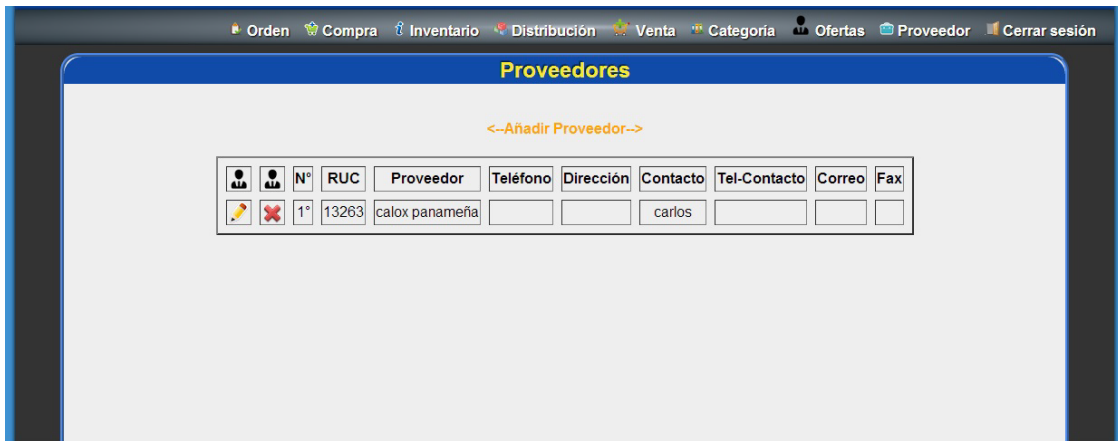 Orden Compra Inventario Distribución Venta Categoría Ofertas Proveedor Cerrar sesión
Proveedores
<--Añadir Proveedor-->
N° RUC Proveedor Teléfono Dirección Contacto Tel-Contacto Correo Fax
1° 13263 calox panameña carlos